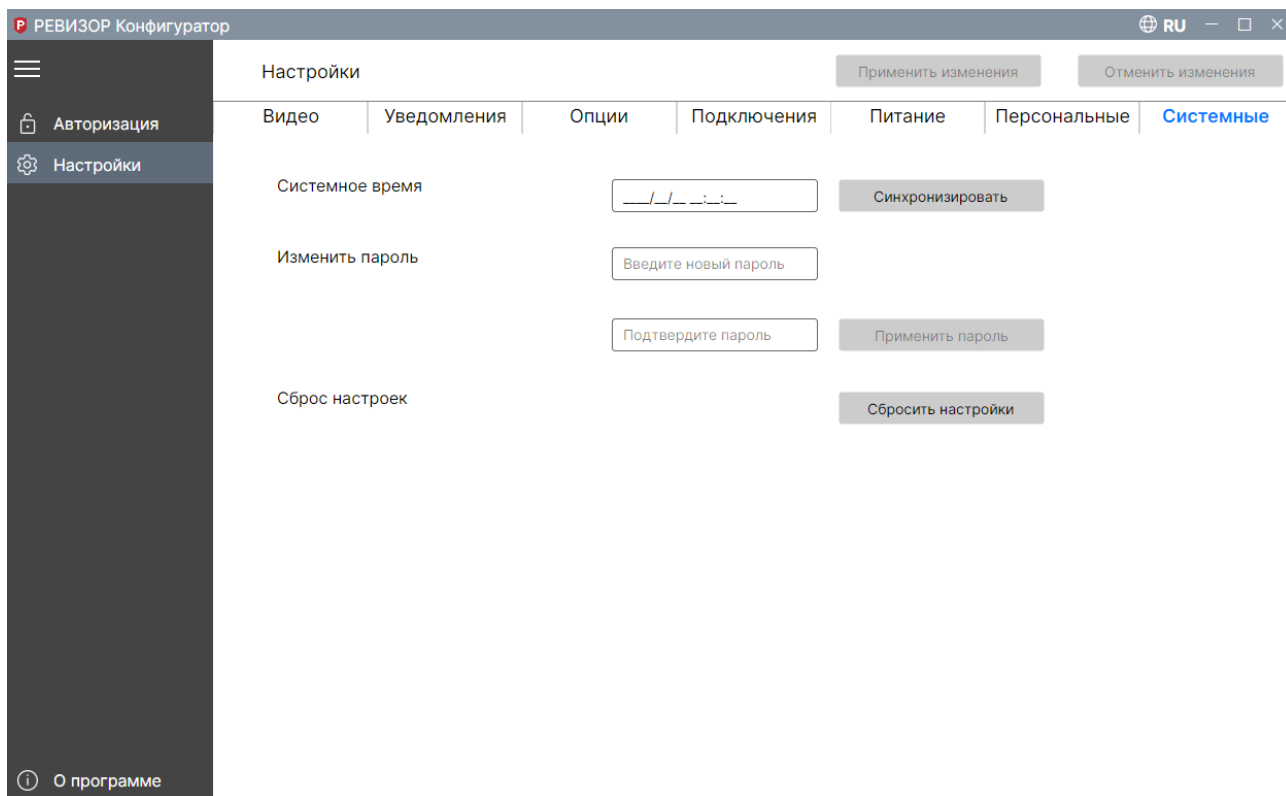 РЕВИЗОР Конфигуратор
RU
Настройки
Применить изменения
Отменить изменения
Авторизация
Настройки
Видео
Уведомления
Опции
Подключения
Питание
Персональные
Системные
Системное время
____/__/__ __:__:__
Синхронизировать
Изменить пароль
Введите новый пароль
Подтвердите пароль
Применить пароль
Сброс настроек
Сбросить настройки
О программе